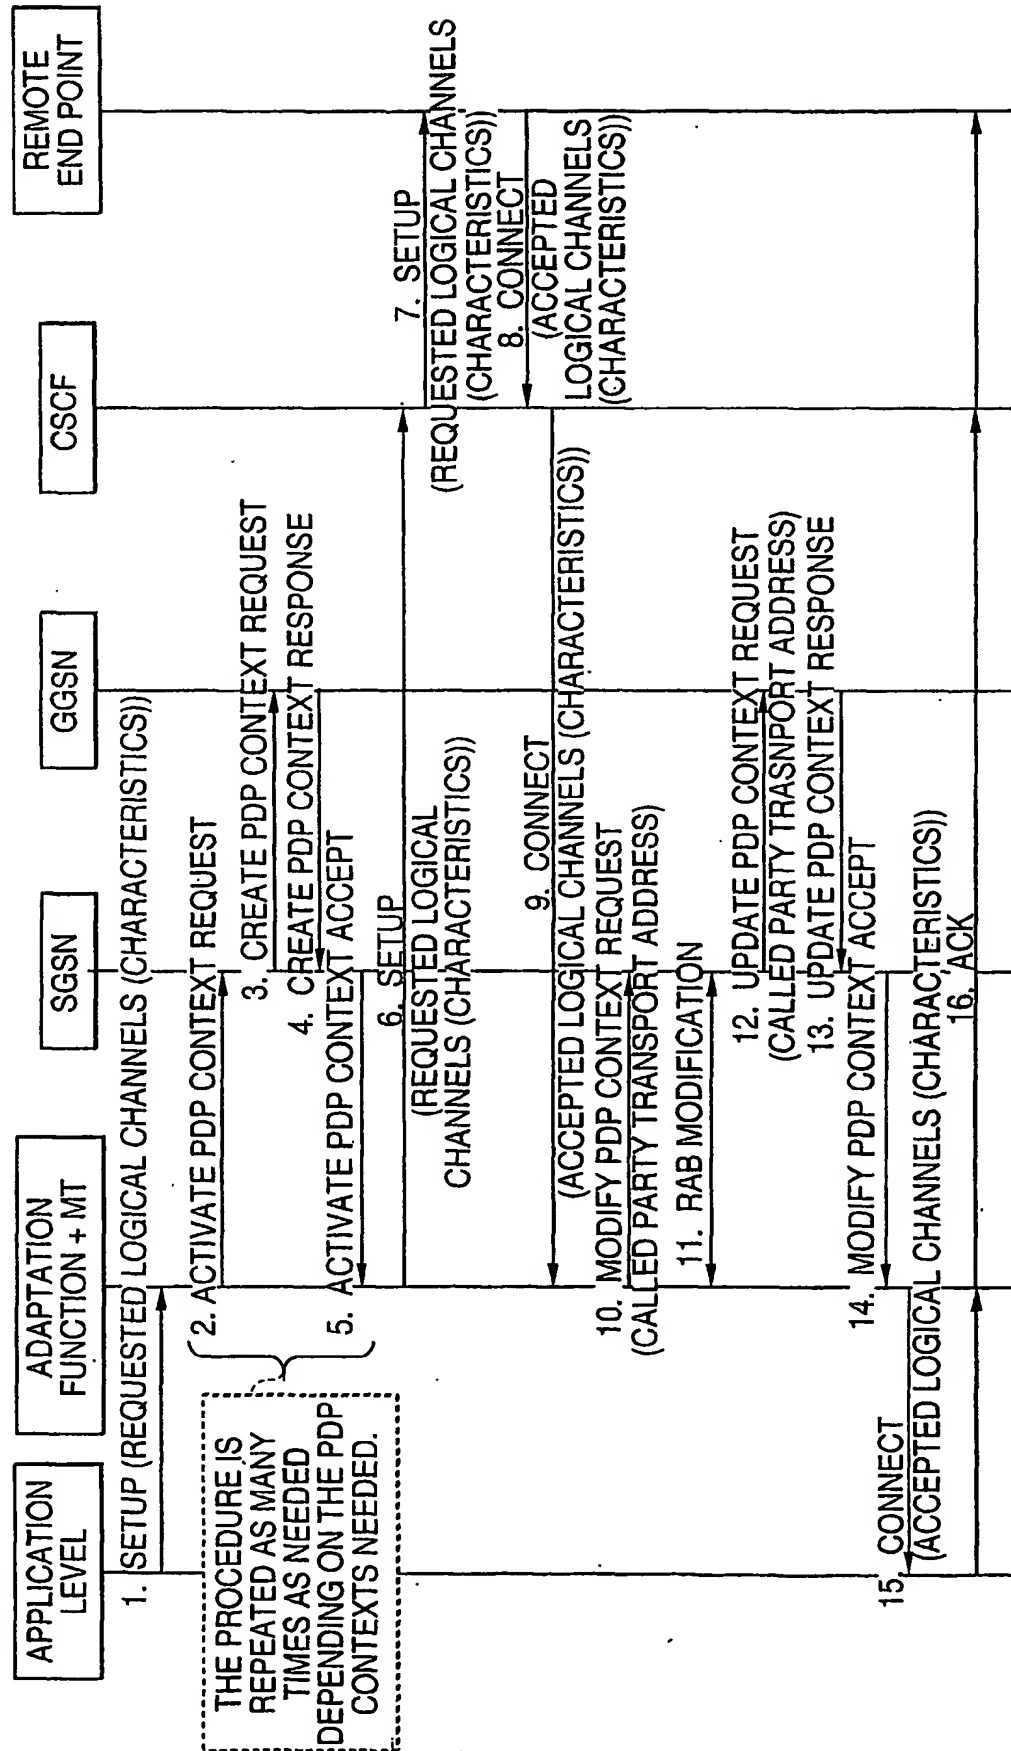 APPLICATION
LEVEL
ADAPTATION
FUNCTION + MT
SGSN
GGSN
CSCF
REMOTE
END POINT
1. SETUP (REQUESTED LOGICAL CHANNELS (CHARACTERISTICS))
THE PROCEDURE IS
REPEATED AS MANY
TIMES AS NEEDED
DEPENDING ON THE PDP
CONTEXTS NEEDED.
2. ACTIVATE PDP CONTEXT REQUEST
3. CREATE PDP CONTEXT REQUEST
4. CREATE PDP CONTEXT RESPONSE
5. ACTIVATE PDP CONTEXT ACCEPT
6. SETUP
(REQUESTED LOGICAL
CHANNELS (CHARACTERISTICS))
7. SETUP
(REQUESTED LOGICAL CHANNELS
(CHARACTERISTICS))
8. CONNECT
(ACCEPTED
LOGICAL CHANNELS
(CHARACTERISTICS))
9. CONNECT
(ACCEPTED LOGICAL CHANNELS (CHARACTERISTICS))
10. MODIFY PDP CONTEXT REQUEST
(CALLED PARTY TRANSPORT ADDRESS)
11. RAB MODIFICATION
12. UPDATE PDP CONTEXT REQUEST
(CALLED PARTY TRASNPORT ADDRESS)
13. UPDATE PDP CONTEXT RESPONSE
14. MODIFY PDP CONTEXT ACCEPT
15. CONNECT
(ACCEPTED LOGICAL CHANNELS (CHARACTERISTICS))
16. ACK